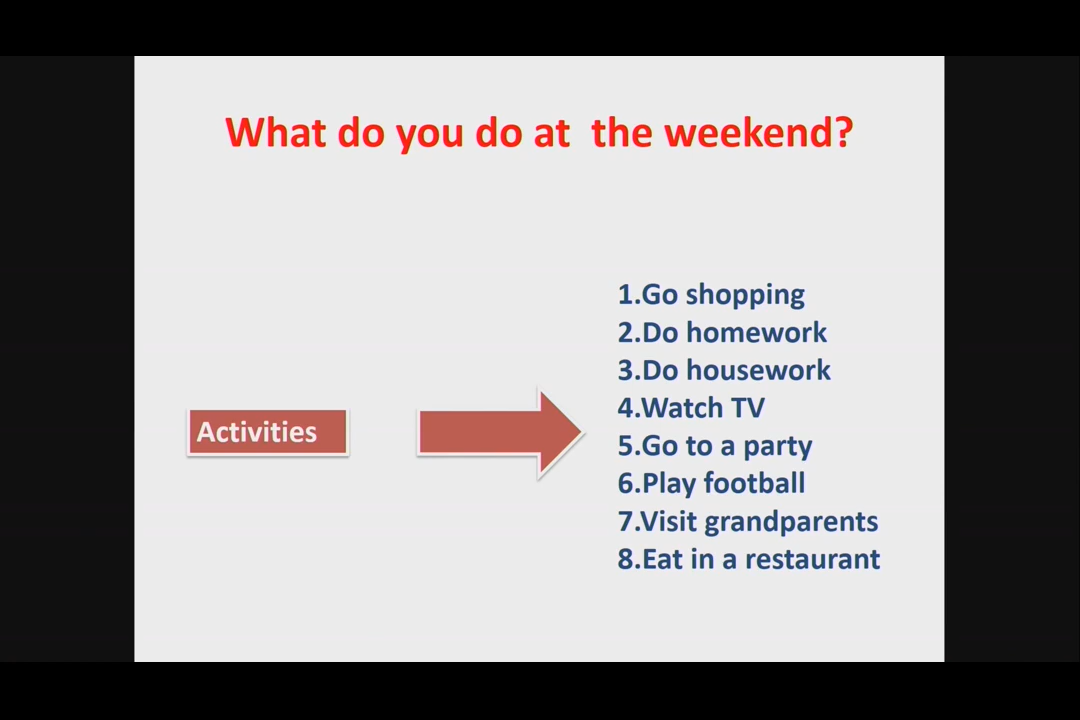 What do you do at  the weekend?
Activities
1.Go shopping
2.Do homework
3.Do housework
4.Watch TV
5.Go to a party
6.Play football
7.Visit grandparents
8.Eat in a restaurant